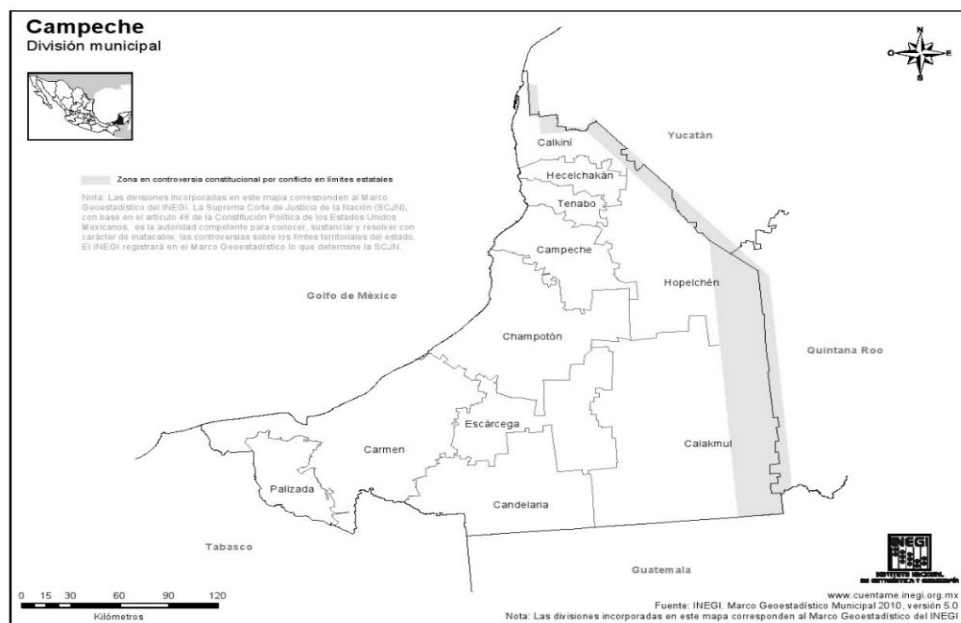 Campeche
División municipal
N
O E
S
Yucatán
Calkiní
Hecelchakán
Zona en controversia constitucional por conflicto en límites estatales
Nota: Las divisiones incorporadas en este mapa corresponden al Marco
Geoestadístico del INEGI. La Suprema Corte de Justicia de la Nación (SCJN),
con base en el artículo 46 de la Constitución Política de los Estados Unidos
Mexicanos, es la autoridad competente para conocer, sustanciar y resolver con
carácter de inatacable, las controversias sobre los límites territoriales del estado.
El INEGI registrará en el Marco Geoestadístico lo que determine la SCJN.
Tenabo
Campeche
Hopelchén
Golfo de México
Champotón
Quintana Roo
Escárcega
Calakmul
Carmen
Palizada
Candelaria
Tabasco
Guatemala
INEGI
INSTITUTO NACIONAL
DE ESTADÍSTICA Y GEOGRAFÍA
0 15 30 60 90 120
Kilómetros
www.cuentame.inegi.org.mx
Fuente: INEGI. Marco Geoestadístico Municipal 2010, versión 5.0
Nota: Las divisiones incorporadas en este mapa corresponden al Marco Geoestadístico del INEGI